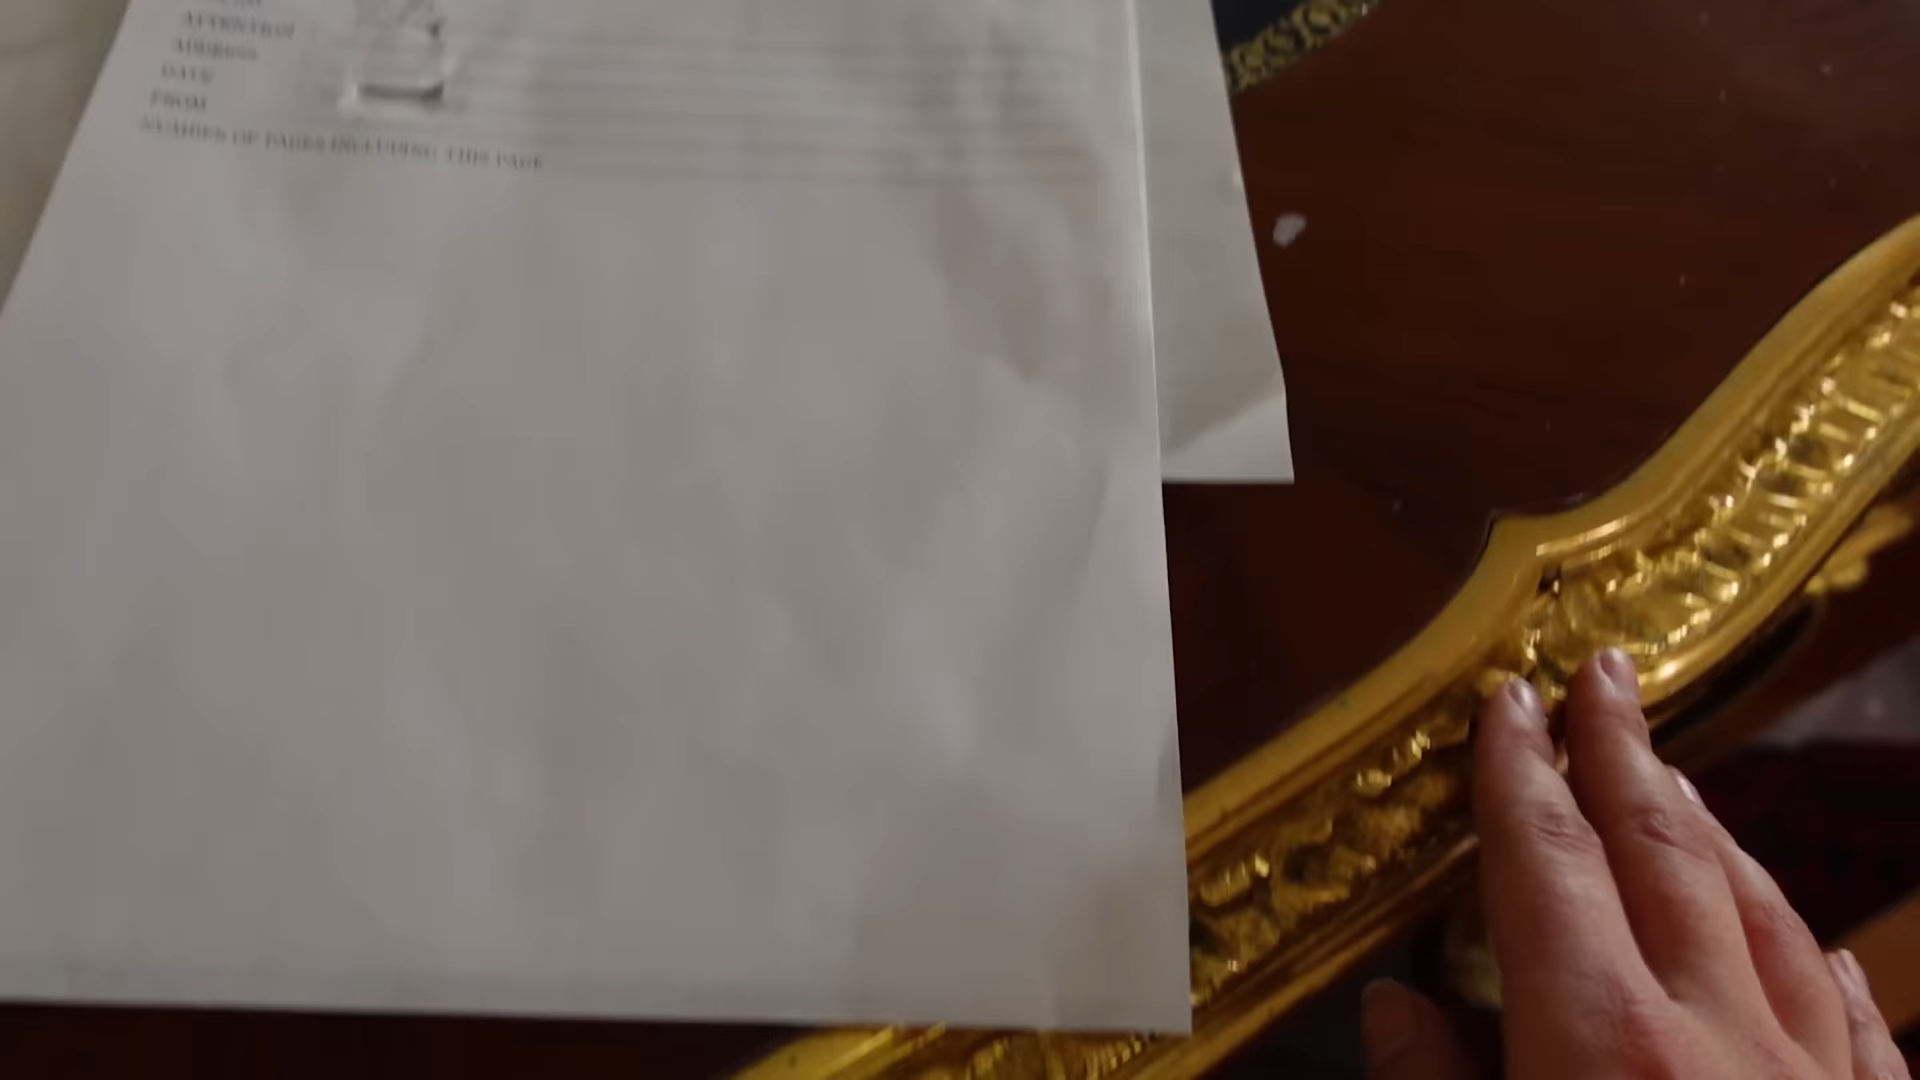 ATTENTION
ADDRESS
DATE
FROM
NUMBER OF PAGES INCLUDING THIS PAGE